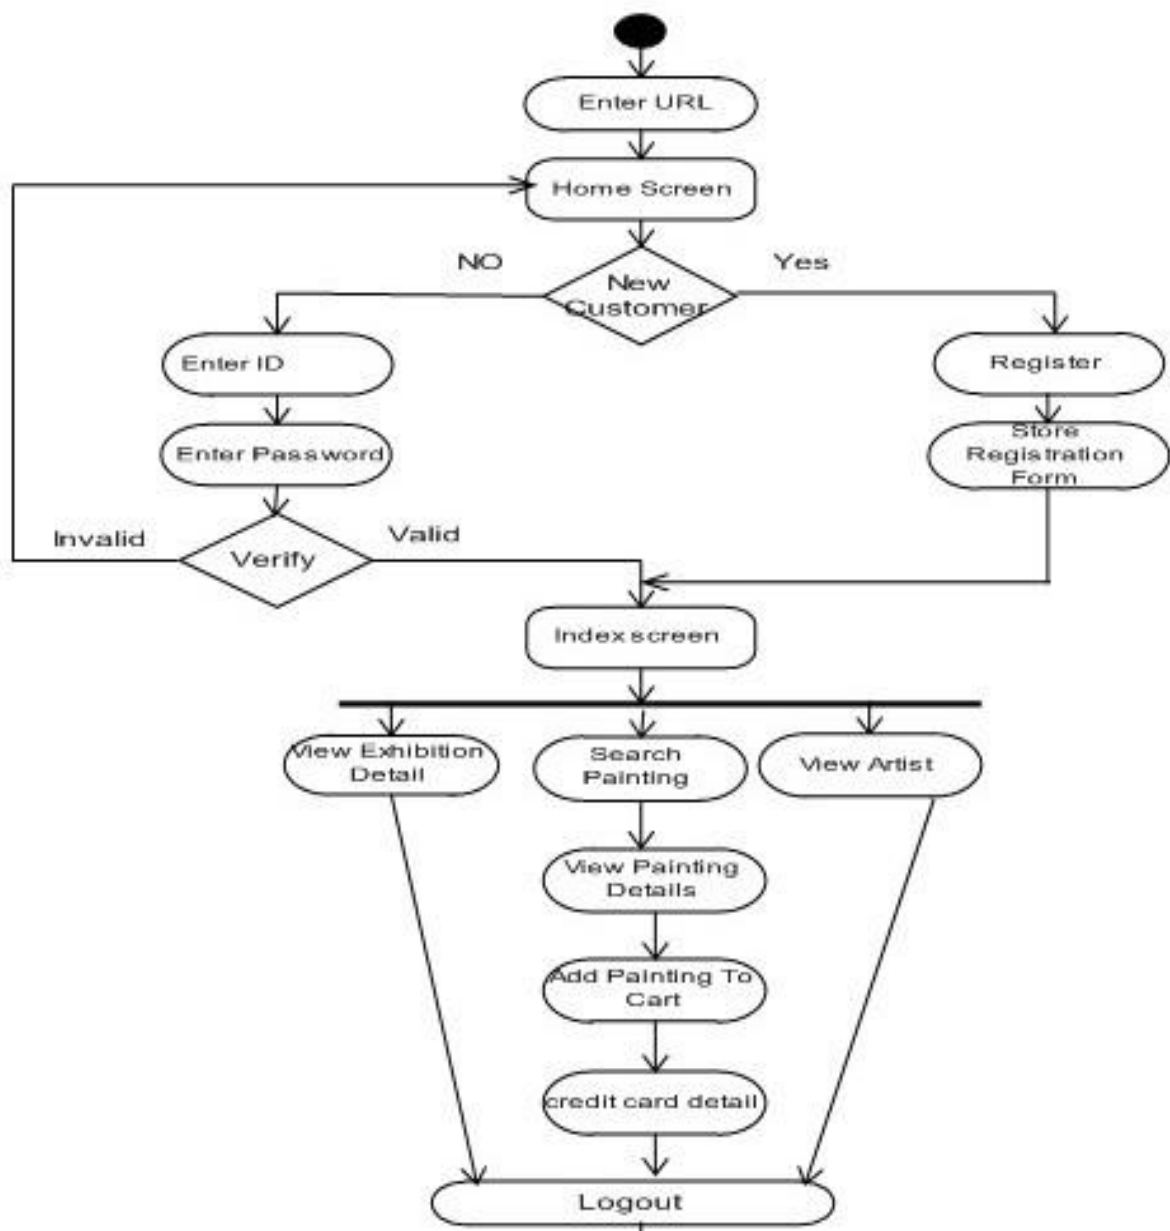 Enter URL
Home Screen
NO
Yes
New
Customer
Enter ID
Register
Enter Password
Store
Registration
Form
Invalid
Valid
Verify
Index screen
View Exhibition
Detail
Search
Painting
View Artist
View Painting
Details
Add Painting To
Cart
credit card detail
Logout